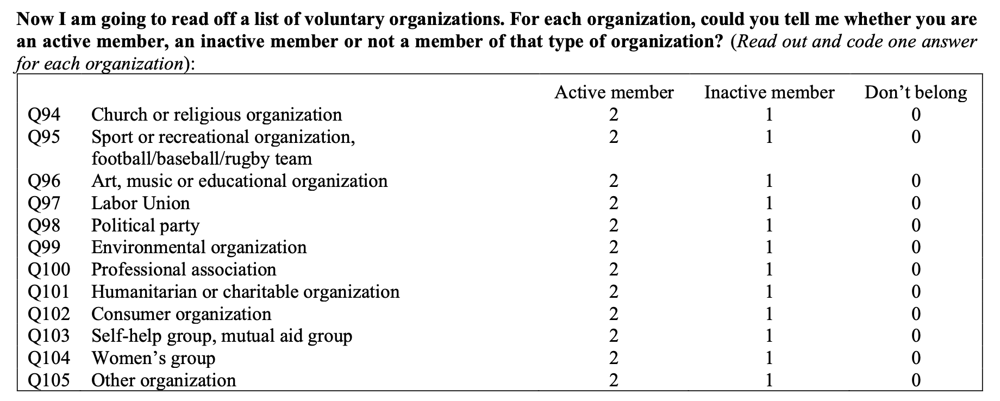 Now I am going to read off a list of voluntary organizations. For each organization, could you tell me whether you are
an active member, an inactive member or not a member of that type of organization? (Read out and code one answer
for each organization):
Active member Inactive member Don’t belong
Q94 Church or religious organization 2 1 0
Q95 Sport or recreational organization, 2 1 0
football/baseball/rugby team
Q96 Art, music or educational organization 2 1 0
Q97 Labor Union 2 1 0
Q98 Political party 2 1 0
Q99 Environmental organization 2 1 0
Q100 Professional association 2 1 0
Q101 Humanitarian or charitable organization 2 1 0
Q102 Consumer organization 2 1 0
Q103 Self-help group, mutual aid group 2 1 0
Q104 Women’s group 2 1 0
Q105 Other organization 2 1 0